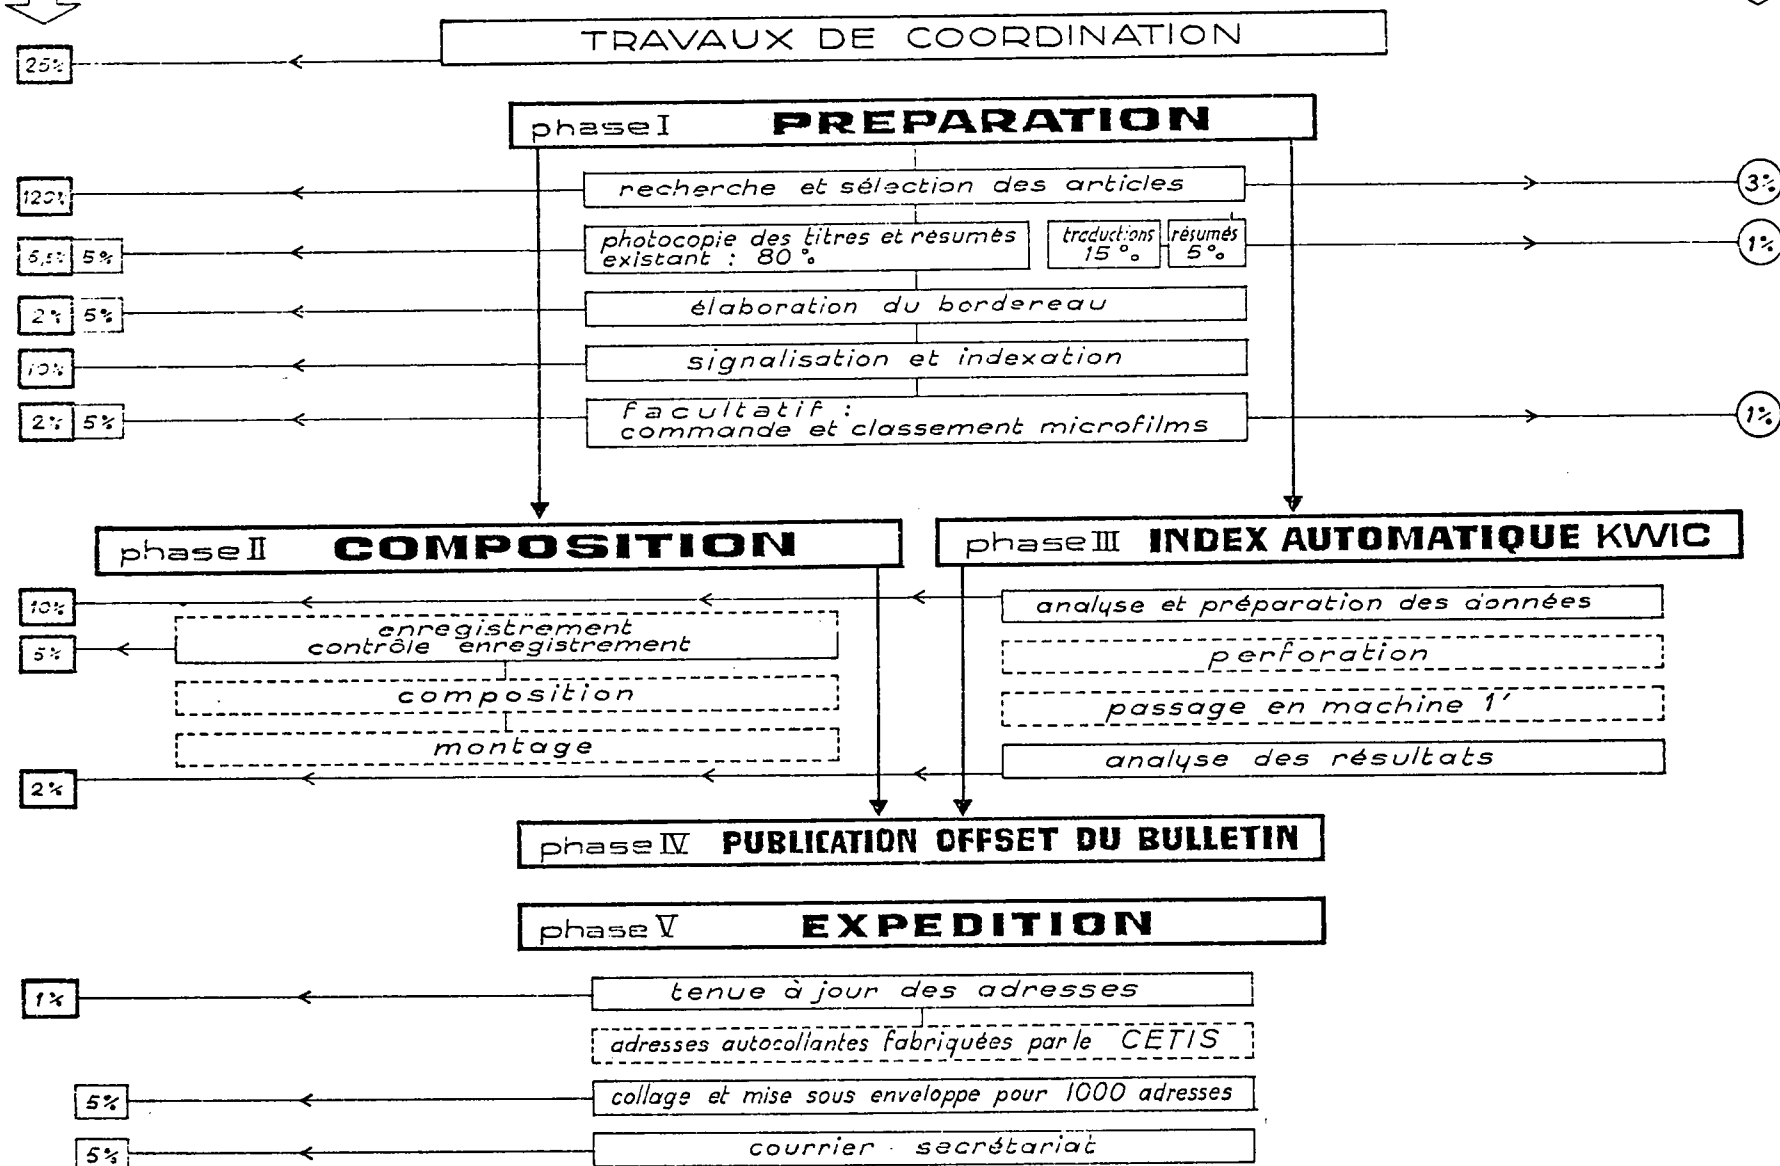 TRAVAUX DE COORDINATION
25%
phase I PREPARATION
120% recherche et sélection des articles 3%
5% photocopie des titres et résumés traductions résumés 1%
existant : 80% 15% 5%
2% 5% élaboration du bordereau
10% signalisation et indexation
2% 5% facultatif :
commande et classement microfilms 1%
phase II COMPOSITION
phase III INDEX AUTOMATIQUE KWIC
10% analyse et préparation des données
enregistrement
5% contrôle enregistrement
perforation
composition
passage en machine 1'
montage
2% analyse des résultats
phase IV PUBLICATION OFFSET DU BULLETIN
phase V EXPEDITION
1% tenue à jour des adresses
adresses autocollantes fabriquées par le CETIS
5% collage et mise sous enveloppe pour 1000 adresses
5% courrier - secrétariat